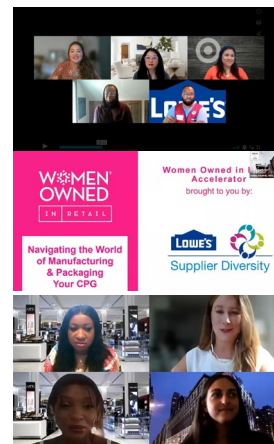 LOWE'S
WOMEN
OWNED
IN RETAIL
Women Owned in
Accelerator
brought to you by:
Navigating the World
of Manufacturing
& Packaging
Your CPG
LOWE'S
Supplier Diversity